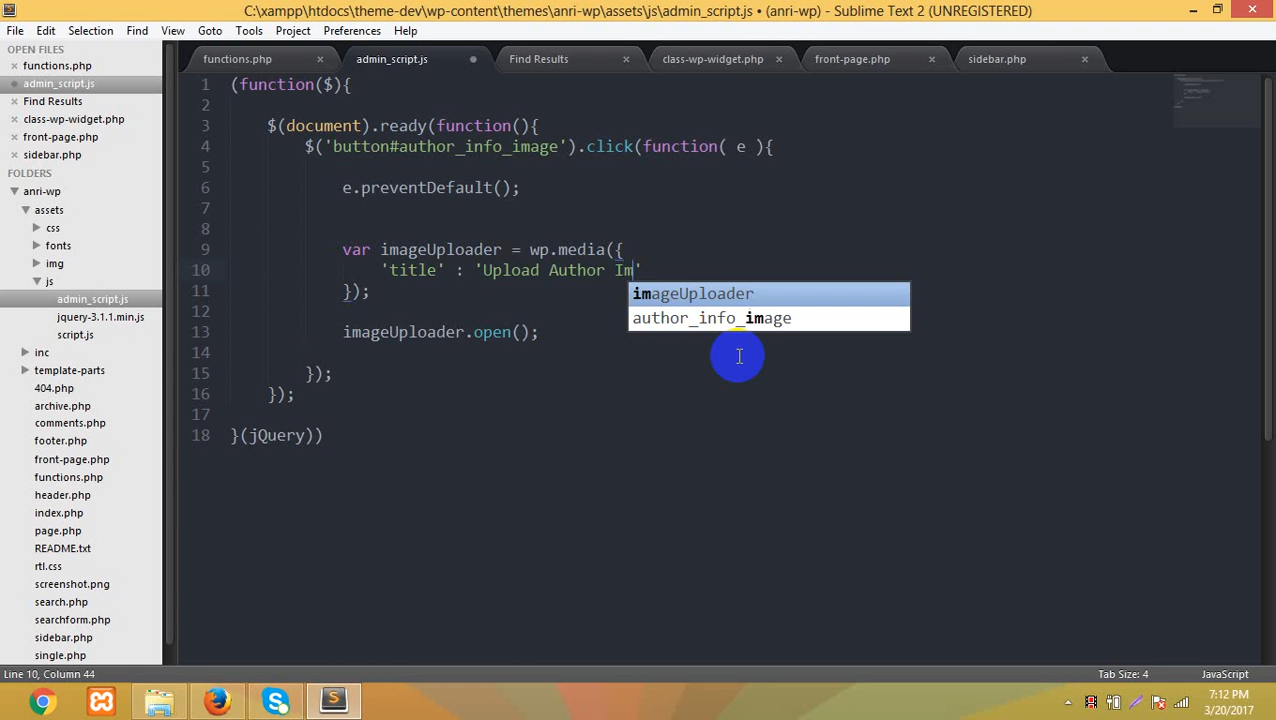 C:\xampp\htdocs\theme-dev\wp-content\themes\anri-wp\assets\js\admin_script.js • (anri-wp) - Sublime Text 2 (UNREGISTERED)
File Edit Selection Find View Goto Tools Project Preferences Help
OPEN FILES
functions.php
admin_script.js
Find Results
class-wp-widget.php
front-page.php
sidebar.php
FOLDERS
anri-wp
assets
css
fonts
img
js
admin_script.js
jquery-3.1.1.min.js
script.js
inc
template-parts
404.php
archive.php
comments.php
footer.php
front-page.php
functions.php
header.php
index.php
page.php
README.txt
rtl.css
screenshot.png
search.php
searchform.php
sidebar.php
single.php
functions.php admin_script.js Find Results class-wp-widget.php front-page.php sidebar.php
1 (function($){
2
3 $(document).ready(function(){
4 $('button#author_info_image').click(function( e ){
5
6 e.preventDefault();
7
8
9 var imageUploader = wp.media({
10 'title' : 'Upload Author Im'
11 });
12
13 imageUploader.open();
14
15 });
16 });
17
18 }(jQuery))
imageUploader
author_info_image
Line 10, Column 44 Tab Size: 4 JavaScript
7:12 PM
3/20/2017